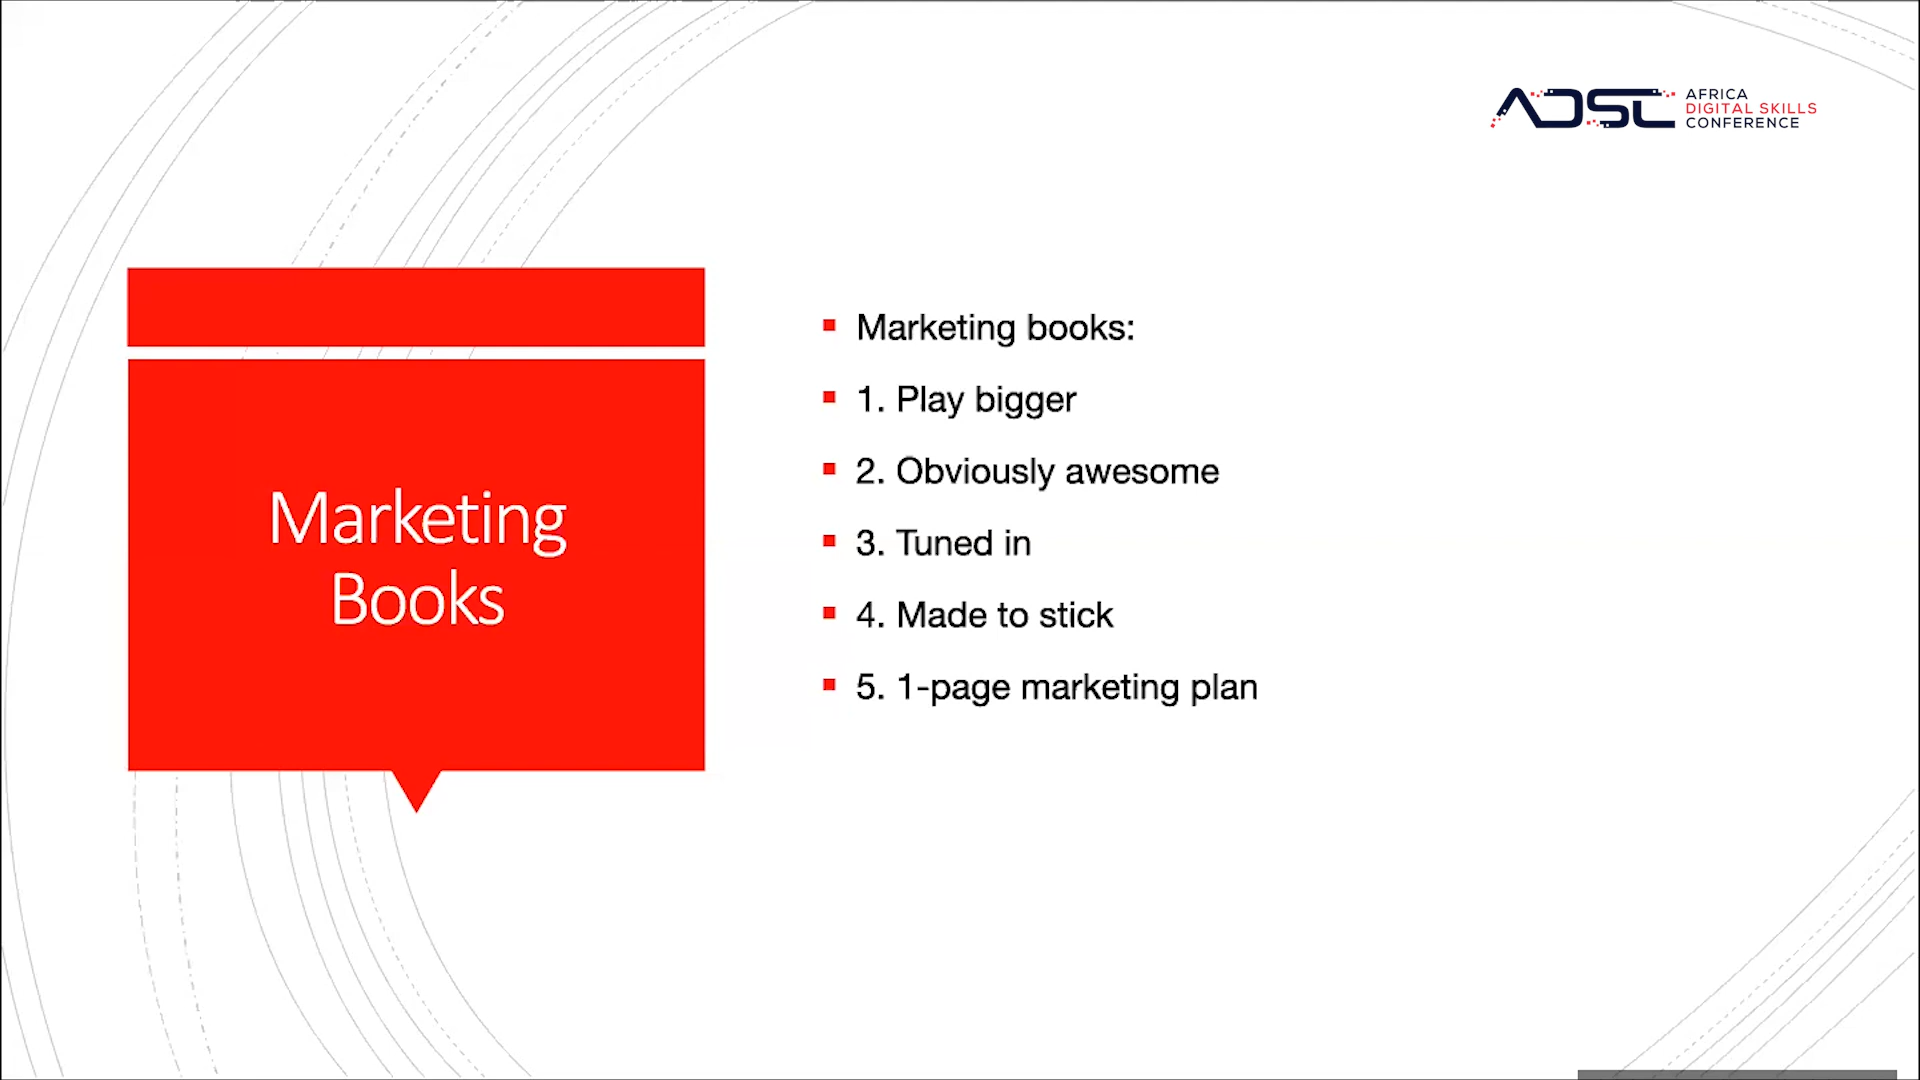 ADSC
AFRICA
DIGITAL SKILLS
CONFERENCE
Marketing
Books
Marketing books:
1. Play bigger
2. Obviously awesome
3. Tuned in
4. Made to stick
5. 1-page marketing plan